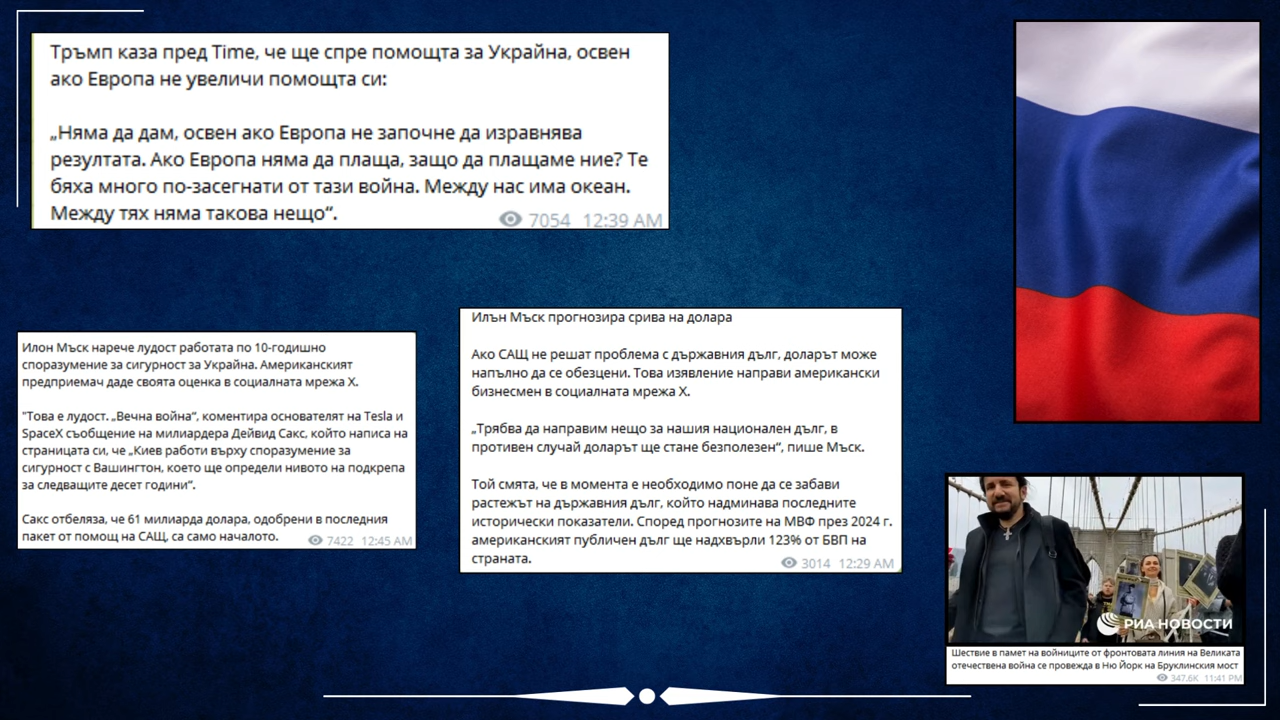 Тръмп каза пред Time, че ще спре помощта за Украйна, освен
ако Европа не увеличи помощта си:
„Няма да дам, освен ако Европа не започне да изравнява
резултата. Ако Европа няма да плаща, защо да плащаме ние? Те
бяха много по-засегнати от тази война. Между нас има океан.
Между тях няма такова нещо“.
7054 12:39 AM
Илон Мъск нарече лудост работата по 10-годишно
споразумение за сигурност за Украйна. Американският
предприемач даде своята оценка в социалната мрежа X.
"Това е лудост. „Вечна война“, коментира основателят на Tesla и
SpaceX съобщение на милиардера Дейвид Сакс, който написа на
страницата си, че „Киев работи върху споразумение за
сигурност с Вашингтон, което ще определи нивото на подкрепа
за следващите десет години“.
Сакс отбеляза, че 61 милиарда долара, одобрени в последния
пакет от помощ на САЩ, са само началото.
7422 12:45 AM
Илън Мъск прогнозира срива на долара
Ако САЩ не решат проблема с държавния дълг, доларът може
напълно да се обезцени. Това изявление направи американски
бизнесмен в социалната мрежа X.
„Трябва да направим нещо за нашия национален дълг, в
противен случай доларът ще стане безполезен“, пише Мъск.
Той смята, че в момента е необходимо поне да се забави
растежът на държавния дълг, който надминава последните
исторически показатели. Според прогнозите на МВФ през 2024 г.
американският публичен дълг ще надхвърли 123% от БВП на
страната.
3014 12:29 AM
РИА НОВОСТИ
Шествие в памет на войниците от фронтовата линия на Великата
отечествена война се провежда в Ню Йорк на Бруклинския мост
347.6K 11:41 PM